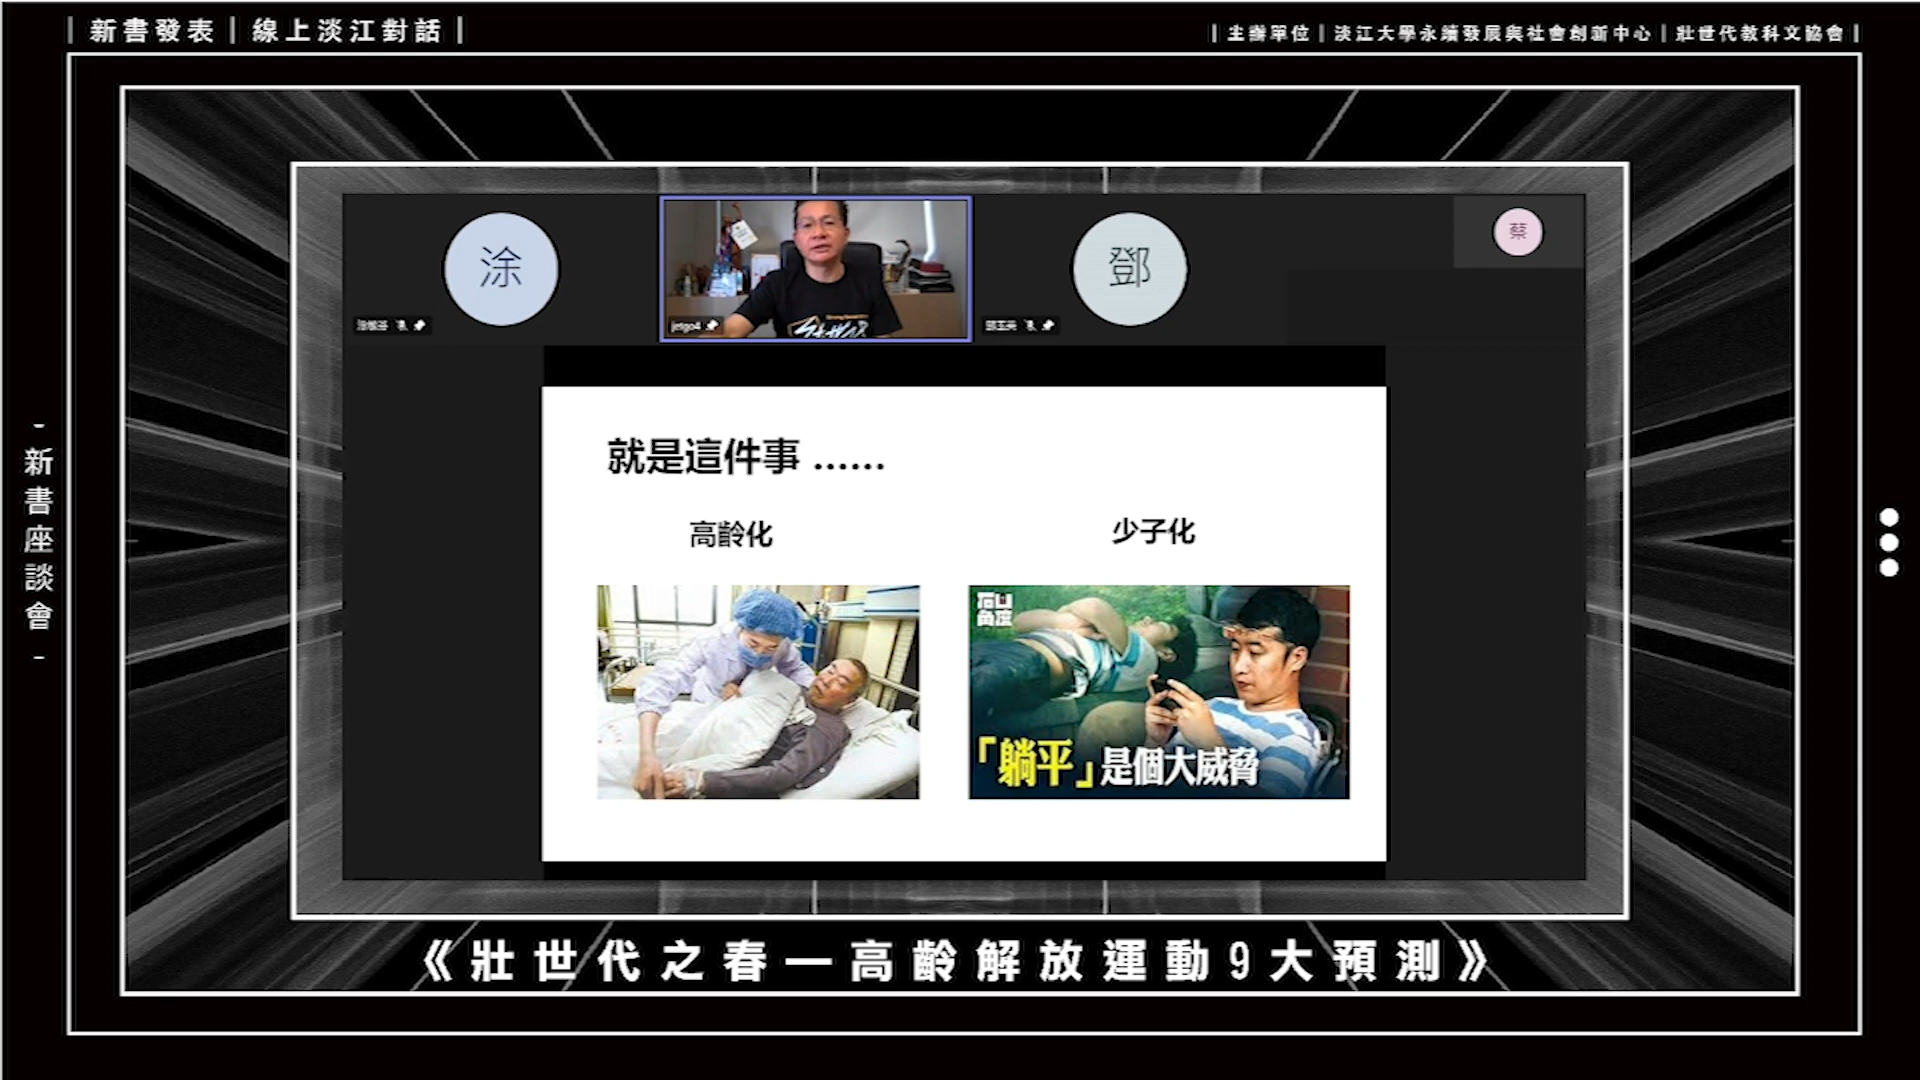 ｜新書發表｜線上淡江對話｜
｜主辦單位｜淡江大學永續發展與社會創新中心｜壯世代教科文協會｜
-新書座談會-
涂
鄧
蔡
jetgo4
就是這件事 ......
高齡化
少子化
「躺平」是個大威脅
《壯世代之春—高齡解放運動9大預測》